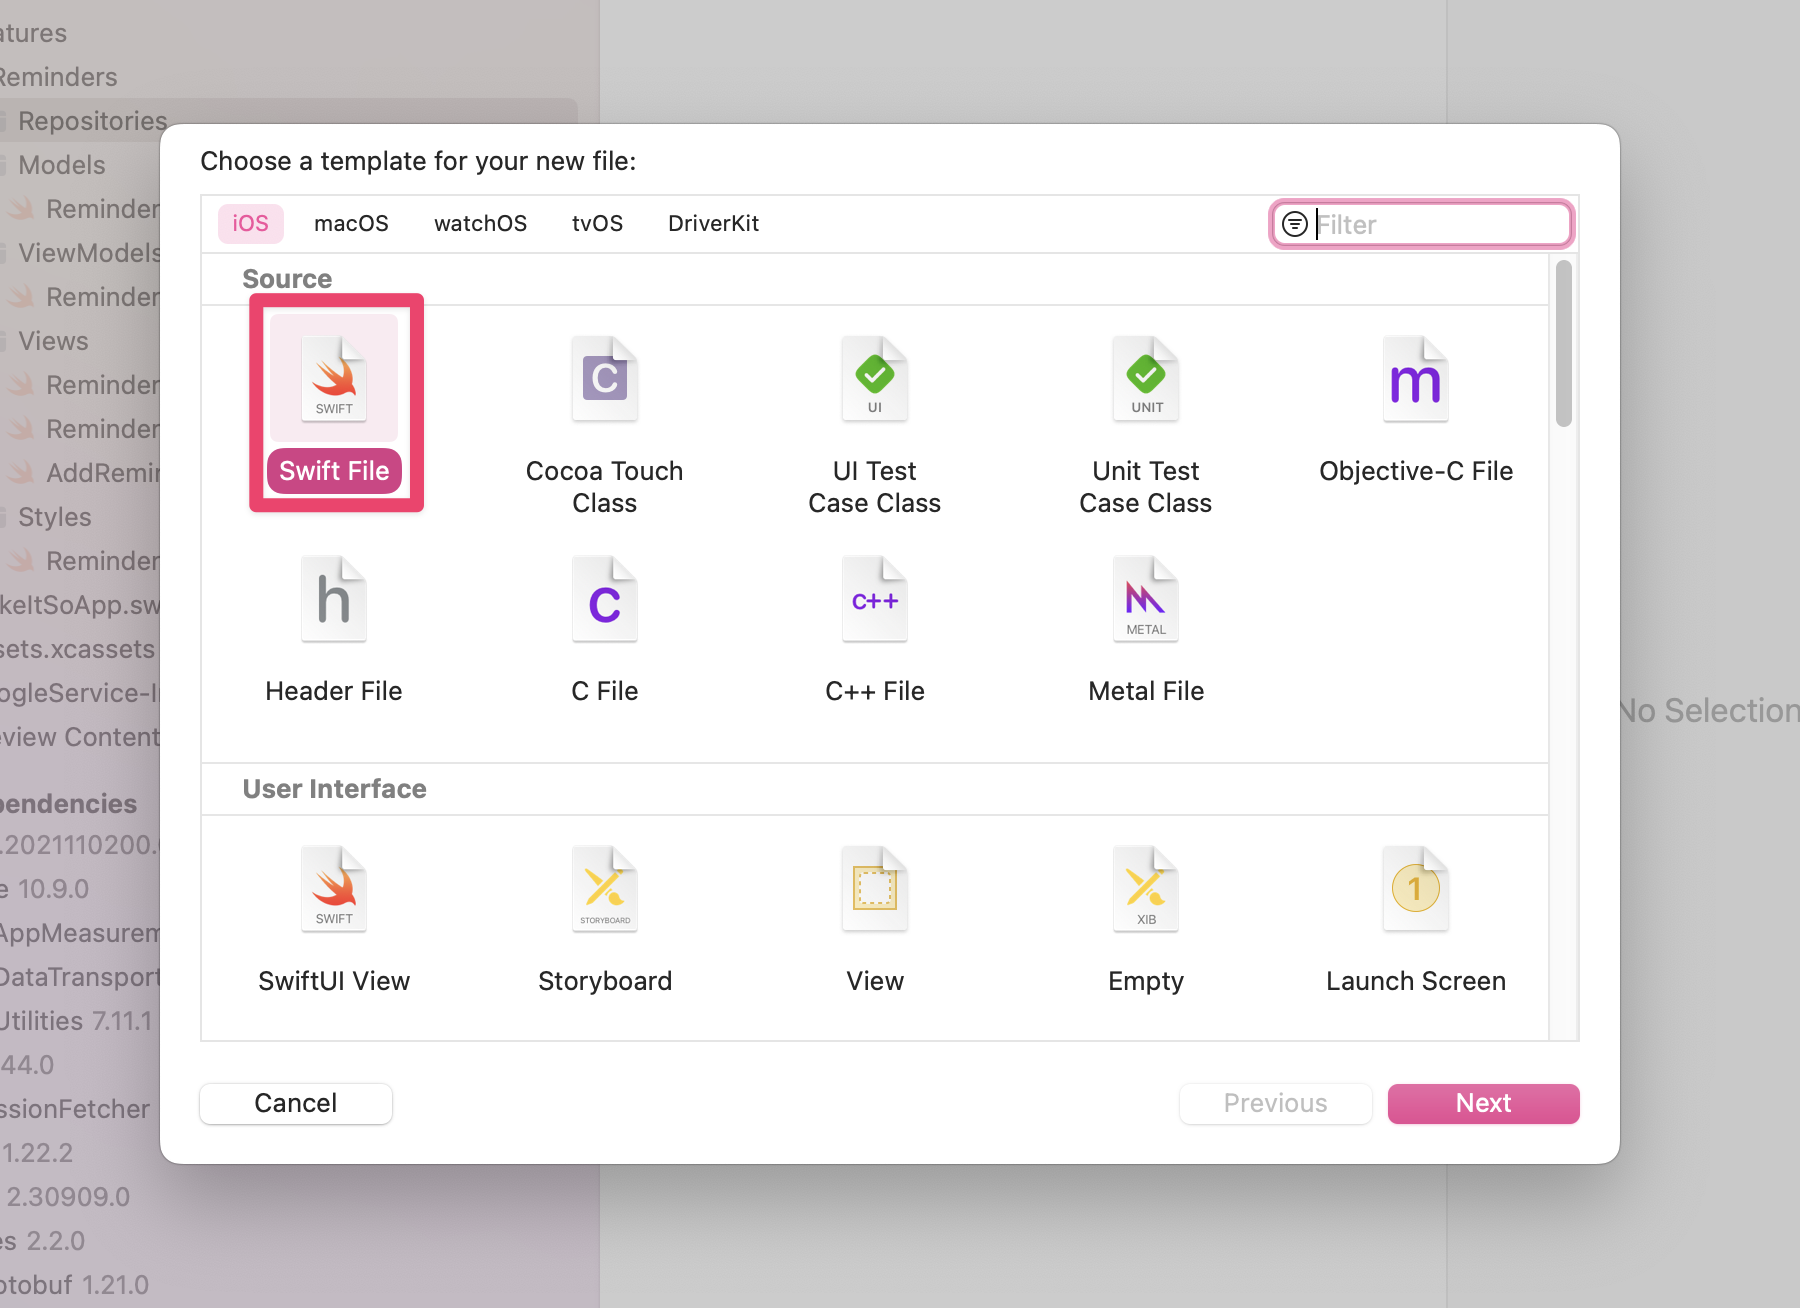 atures
Reminders
Repositories
Models
Reminder
ViewModels
Reminder
Views
Reminder
Reminder
AddRemin
Styles
Reminder
keItSoApp.sw
sets.xcassets
ogleService-I
view Content
pendencies
.2021110200.
e 10.9.0
AppMeasurem
DataTransport
Utilities 7.11.1
44.0
ssionFetcher
1.22.2
2.30909.0
es 2.2.0
otobuf 1.21.0
Choose a template for your new file:
iOS macOS watchOS tvOS DriverKit
Filter
Source
SWIFT
Swift File
C
Cocoa Touch
Class
UI
UI Test
Case Class
UNIT
Unit Test
Case Class
m
Objective-C File
h
Header File
C
C File
C++
C++ File
METAL
Metal File
User Interface
SWIFT
SwiftUI View
STORYBOARD
Storyboard
View
XIB
Empty
1
Launch Screen
Cancel Previous Next
No Selection